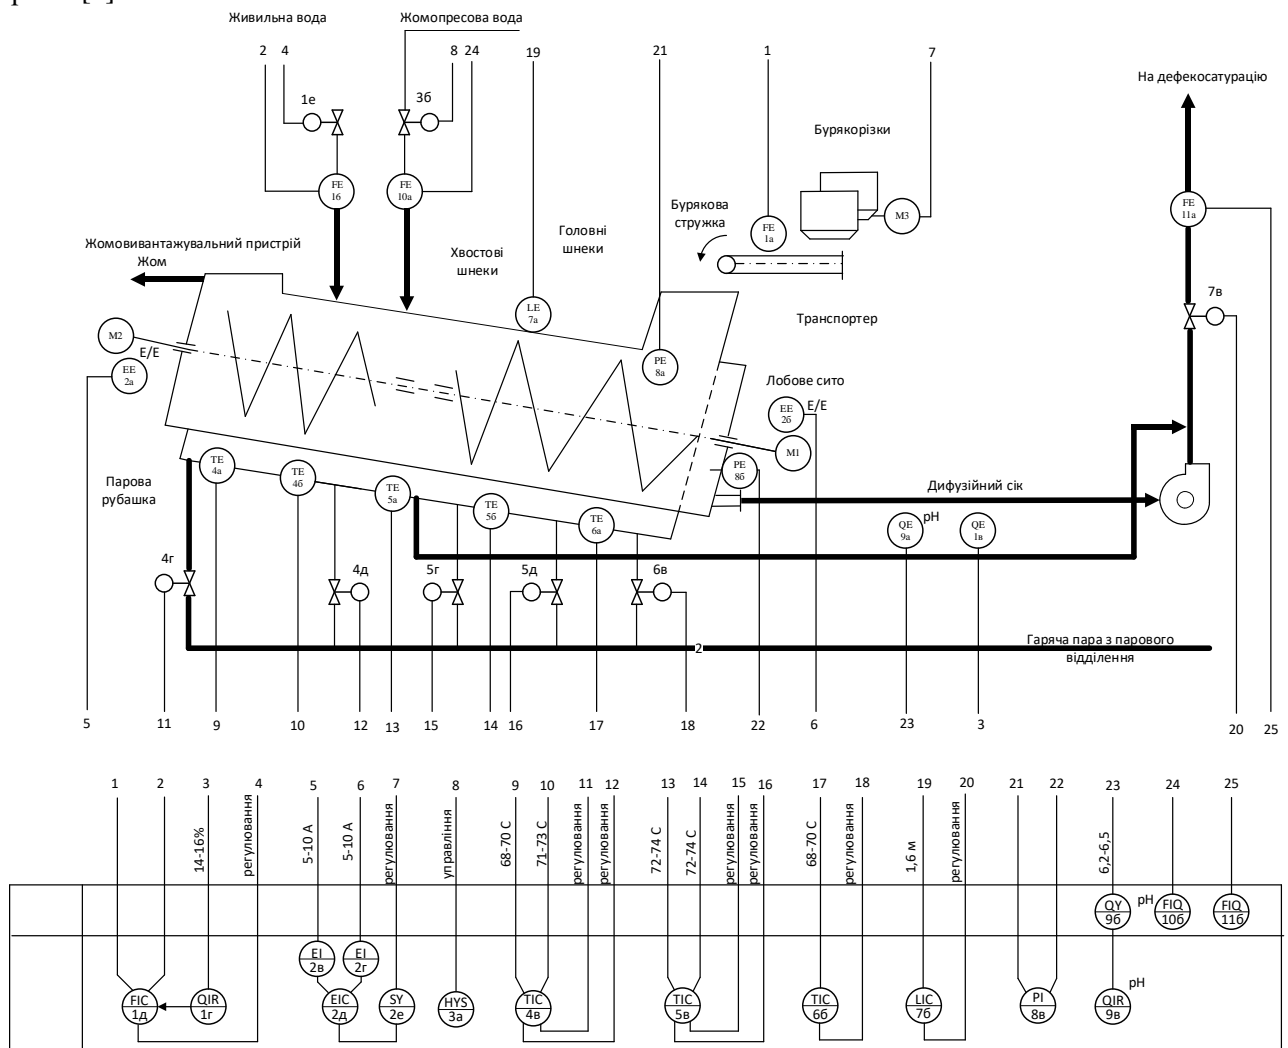 Живильна вода
Жомопресова вода
2 4 8 24 19 21 1 7
На дефекосатурацію
1е
3б
Бурякорізки
FE
1б
FE
10а
Бурякова
стружка
FE
1а
М3
FE
11а
Жомовивантажувальний пристрій
Жом
Хвостові
шнеки
Головні
шнеки
LE
7а
7в
Транспортер
М2
Е/Е
EE
2а
PE
8а
Лобове сито
EE
2б
Е/Е
М1
TE
4а
TE
4б
TE
5а
TE
5б
TE
6а
PE
8б
Парова
рубашка
Дифузійний сік
QE
9а
pH
QE
1в
4г
4д
5г
5д
6в
2
Гаряча пара з парового
відділення
5 11 9 10 12 13 15 14 16 17 18 22 6 23 3 20 25
1 2 3 4 5 6 7 8 9 10 11 12 13 14 15 16 17 18 19 20 21 22 23 24 25
14-16%
регулювання
5-10 А
5-10 А
регулювання
управління
68-70 С
71-73 С
регулювання
регулювання
72-74 С
72-74 С
регулювання
регулювання
68-70 С
регулювання
1,6 м
регулювання
6,2-6,5
QY
9б
pH
FIQ
10б
FIQ
11б
EI
2в
EI
2г
FIC
1д
QIR
1г
EIC
2д
SY
2е
HYS
3а
TIC
4в
TIC
5в
TIC
6б
LIC
7б
PI
8в
QIR
9в
pH